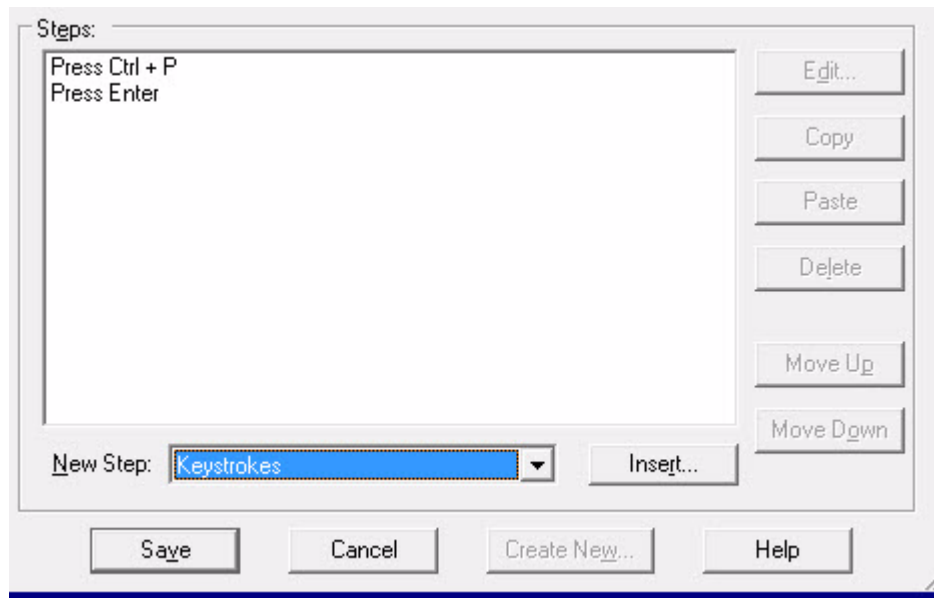 Steps:
Press Ctrl + P
Press Enter
Edit...
Copy
Paste
Delete
Move Up
Move Down
New Step: Keystrokes Insert...
Save Cancel Create New... Help